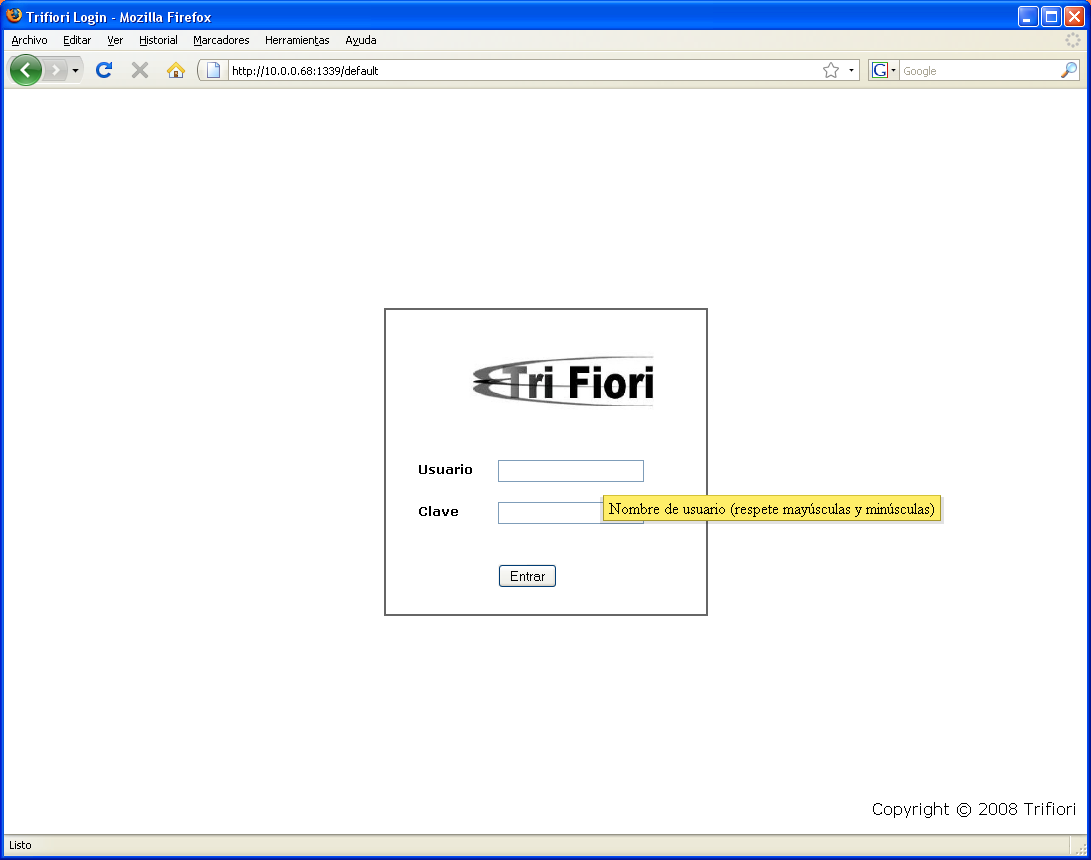 Trifiori Login - Mozilla Firefox
Archivo Editar Ver Historial Marcadores Herramientas Ayuda
http://10.0.0.68:1339/default
G Google
Tri Fiori
Usuario
Clave
Nombre de usuario (respete mayúsculas y minúsculas)
Entrar
Copyright © 2008 Trifiori
Listo